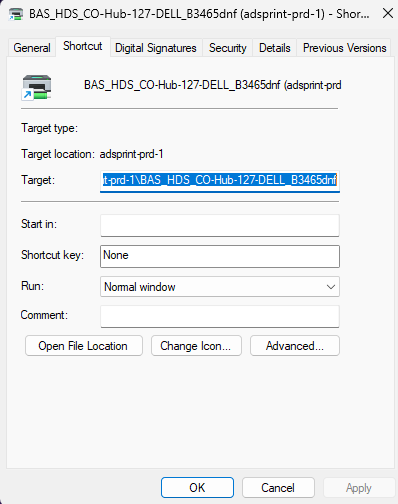 BAS_HDS_CO-Hub-127-DELL_B3465dnf (adsprint-prd-1) - Shor...
General Shortcut Digital Signatures Security Details Previous Versions
BAS_HDS_CO-Hub-127-DELL_B3465dnf (adsprint-prd
Target type:
Target location: adsprint-prd-1
Target: t-prd-1\BAS_HDS_CO-Hub-127-DELL_B3465dnf
Start in:
Shortcut key: None
Run: Normal window
Comment:
Open File Location Change Icon... Advanced...
OK Cancel Apply